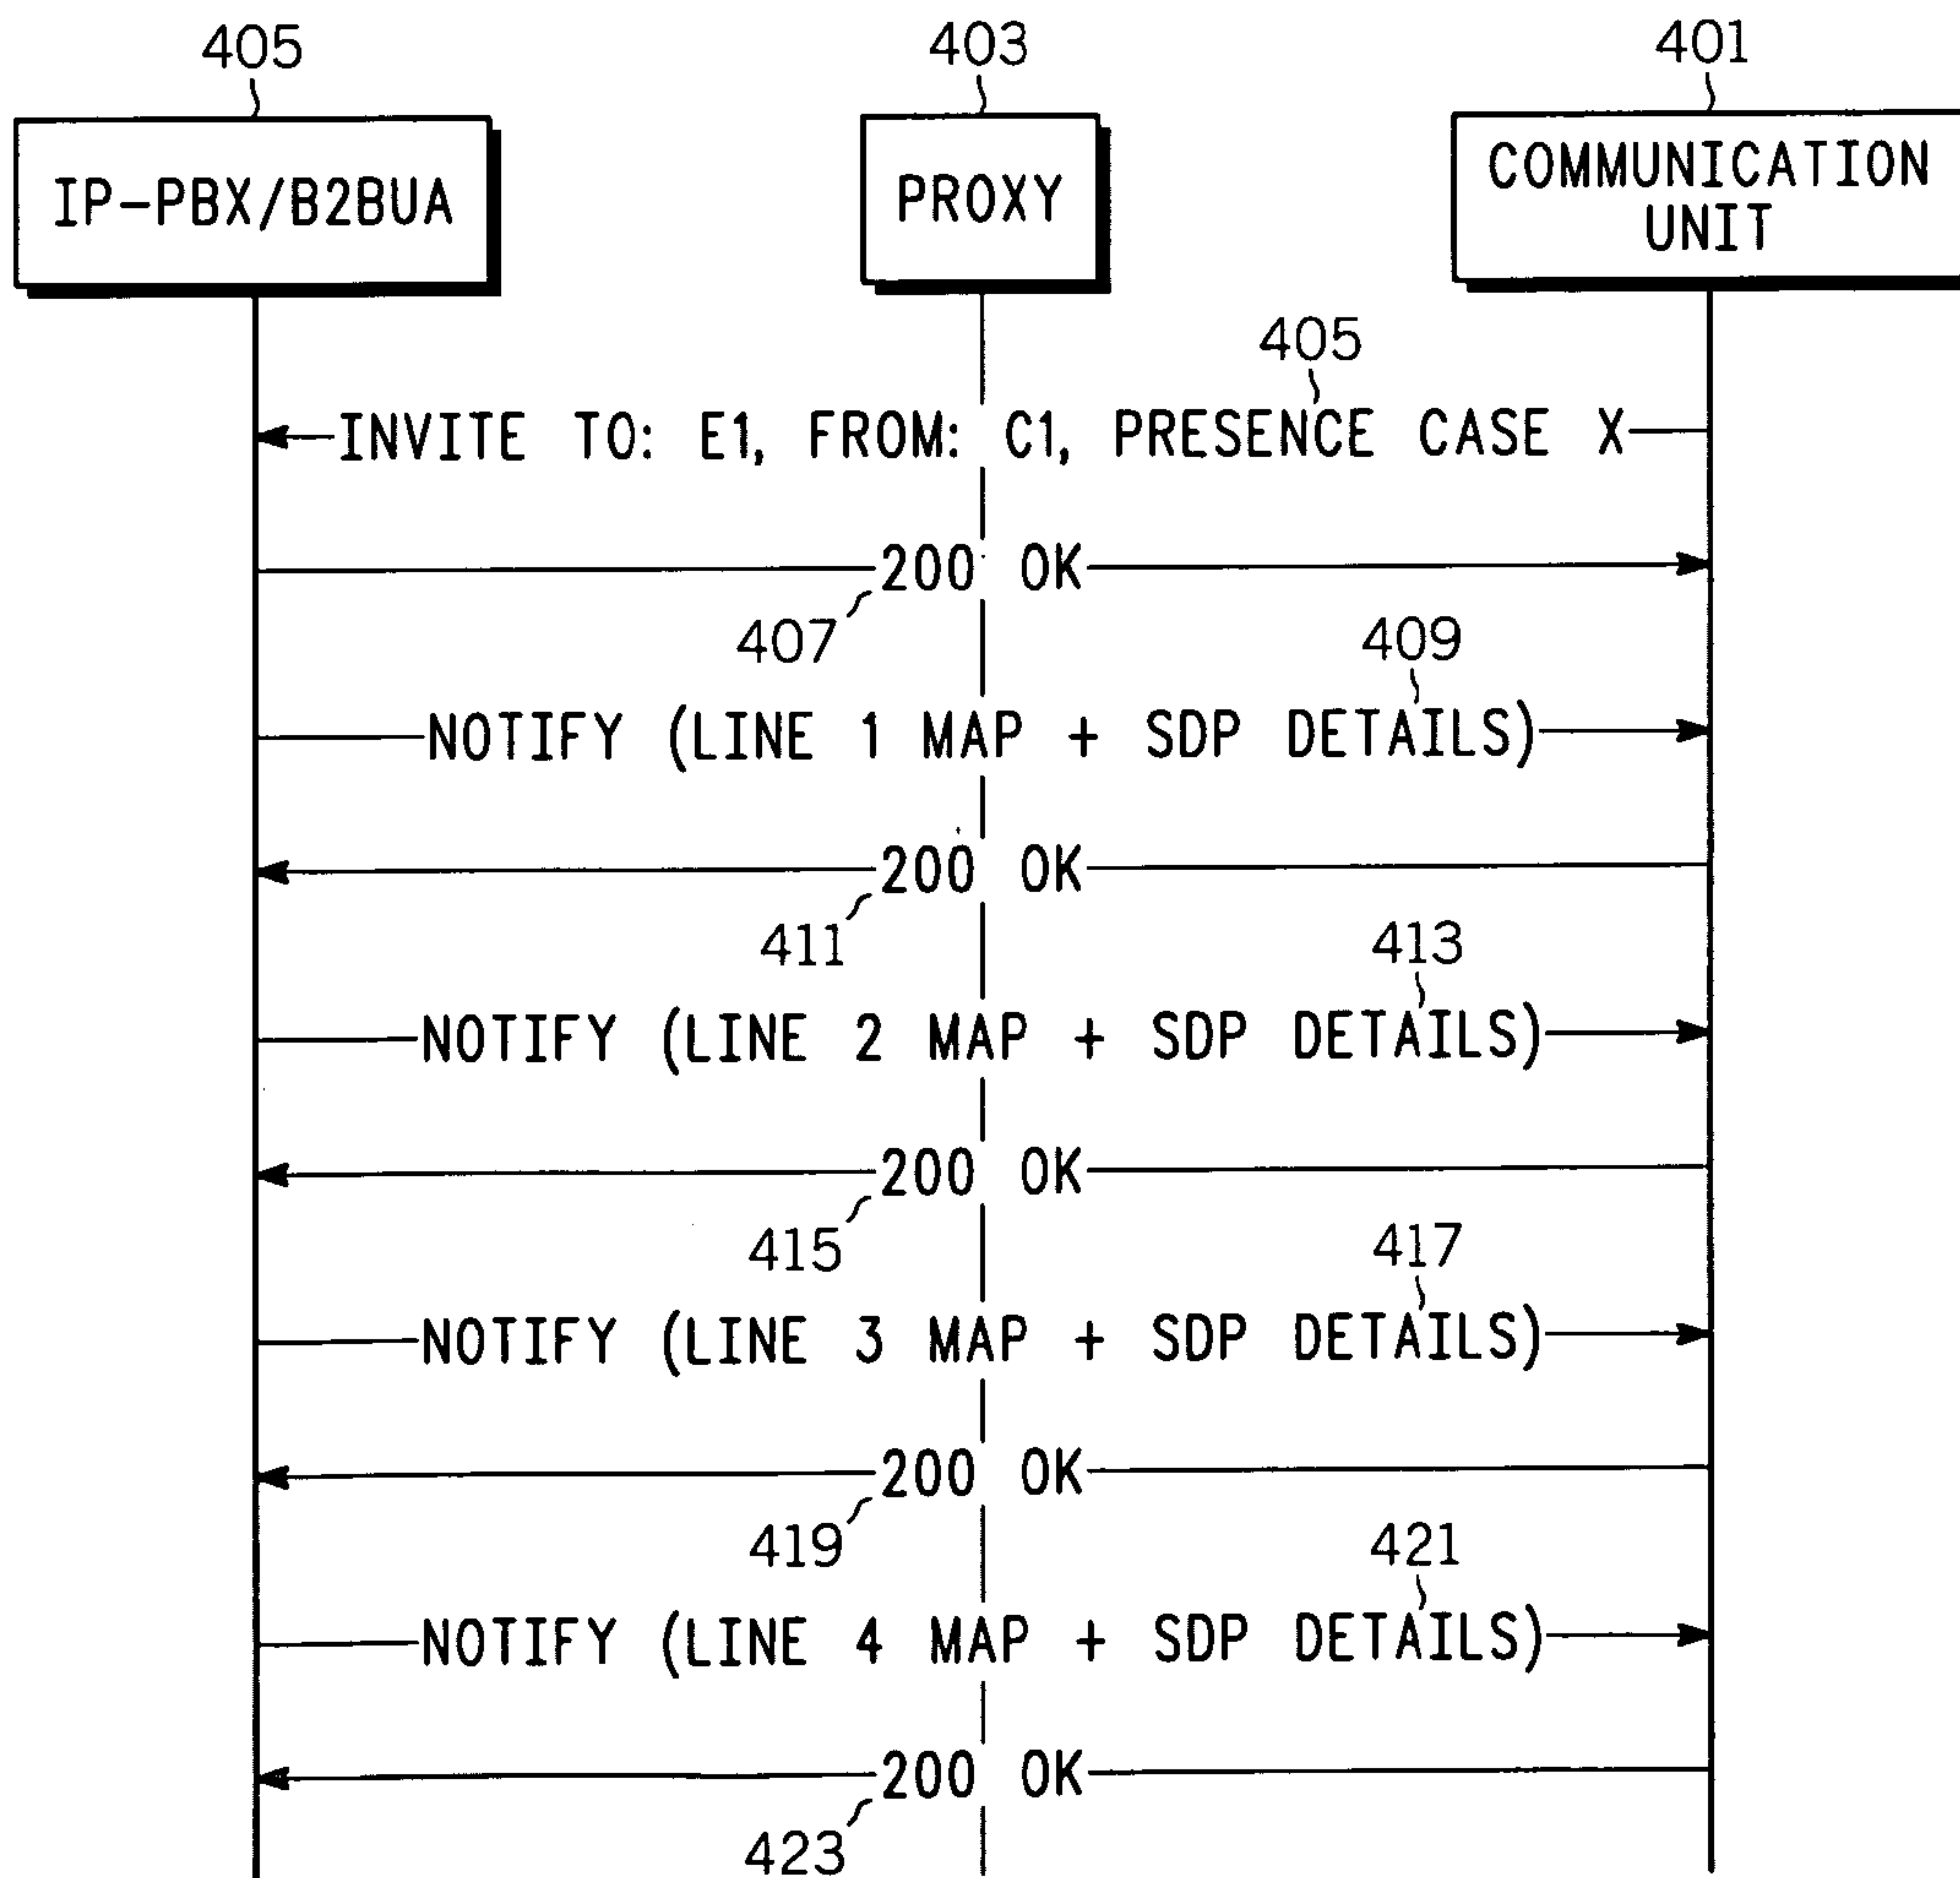 405
403
401
IP-PBX/B2BUA
PROXY
COMMUNICATION
UNIT
405
INVITE TO: E1, FROM: C1, PRESENCE CASE X
200 OK
407
409
NOTIFY (LINE 1 MAP + SDP DETAILS)
200 OK
411
413
NOTIFY (LINE 2 MAP + SDP DETAILS)
200 OK
415
417
NOTIFY (LINE 3 MAP + SDP DETAILS)
200 OK
419
421
NOTIFY (LINE 4 MAP + SDP DETAILS)
200 OK
423